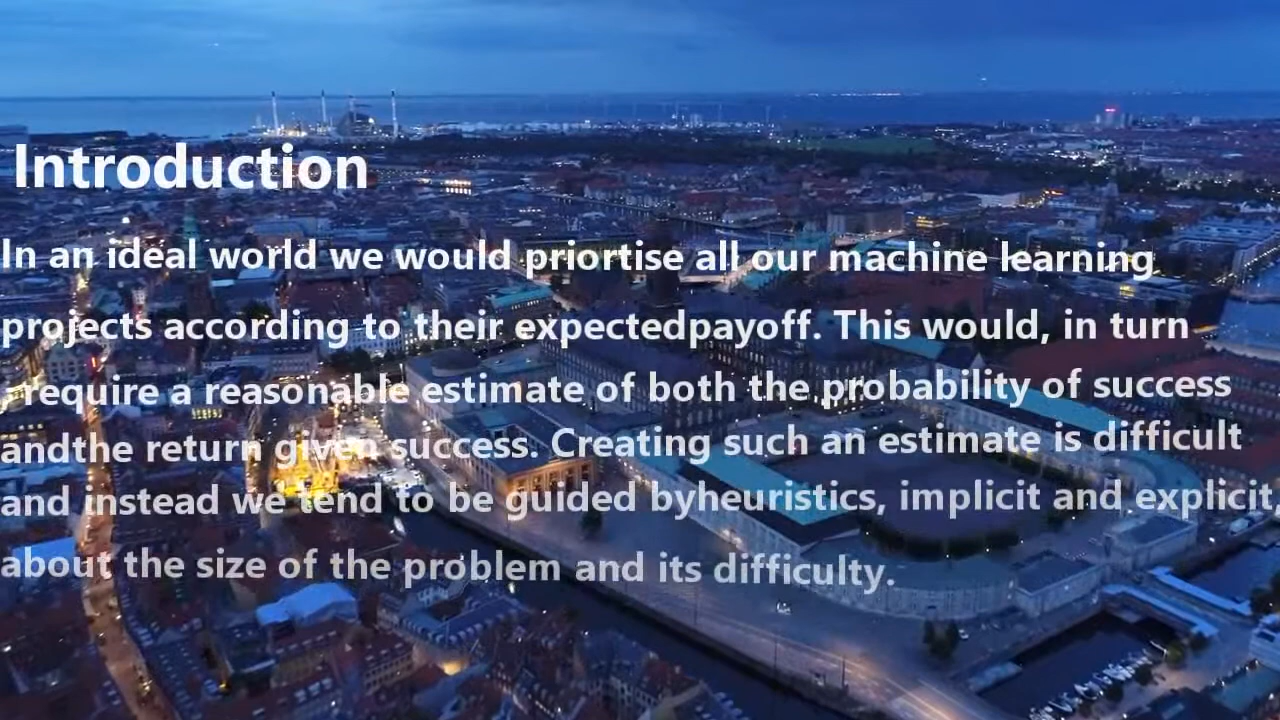 Introduction
In an ideal world we would priortise all our machine learning
projects according to their expectedpayoff. This would, in turn
, require a reasonable estimate of both the probability of success
andthe return given success. Creating such an estimate is difficult
and instead we tend to be guided byheuristics, implicit and explicit,
about the size of the problem and its difficulty.